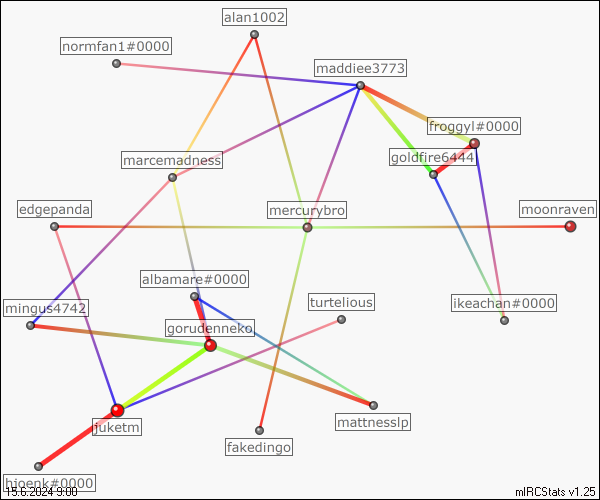 alan1002
normfan1#0000
maddiee3773
froggyl#0000
goldfire6444
marcemadness
edgepanda
mercurybro
moonraven
albamare#0000
mingus4742
turtelious
ikeachan#0000
gorudenneko
juketm
mattnesslp
fakedingo
hjoenk#0000
15.6.2024 9:00
mIRCStats v1.25